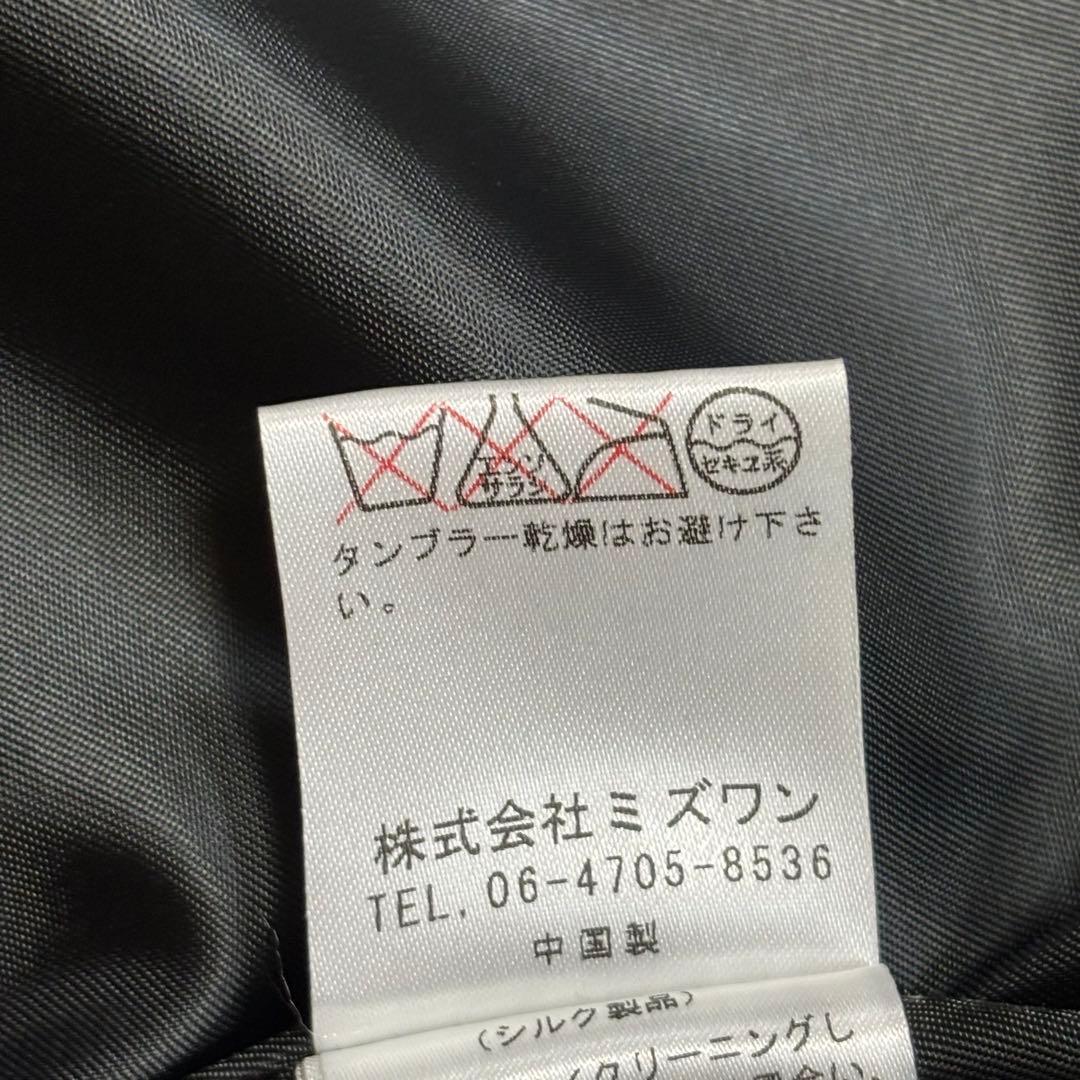 エンソ
サラシ
ドライ
セキユ系
タンブラー乾燥はお避け下さ
い。
株式会社ミズワン
TEL. 06-4705-8536
中国製
(シルク製品)
(クリーニングし